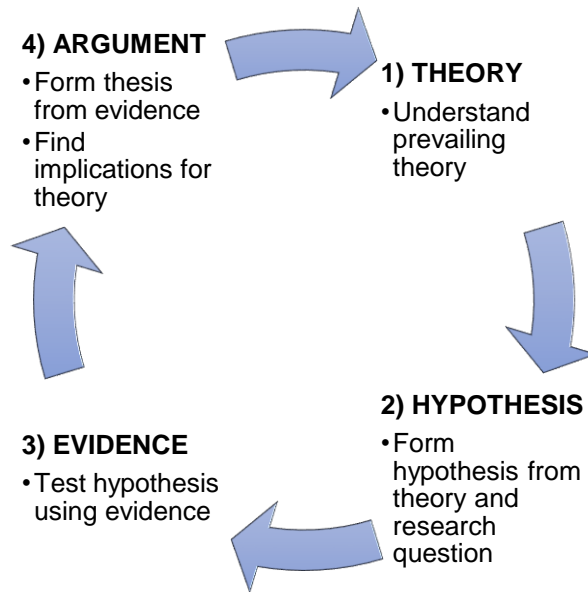 4) ARGUMENT
•Form thesis
from evidence
•Find
implications for
theory
1) THEORY
•Understand
prevailing
theory
2) HYPOTHESIS
•Form
hypothesis from
theory and
research
question
3) EVIDENCE
•Test hypothesis
using evidence